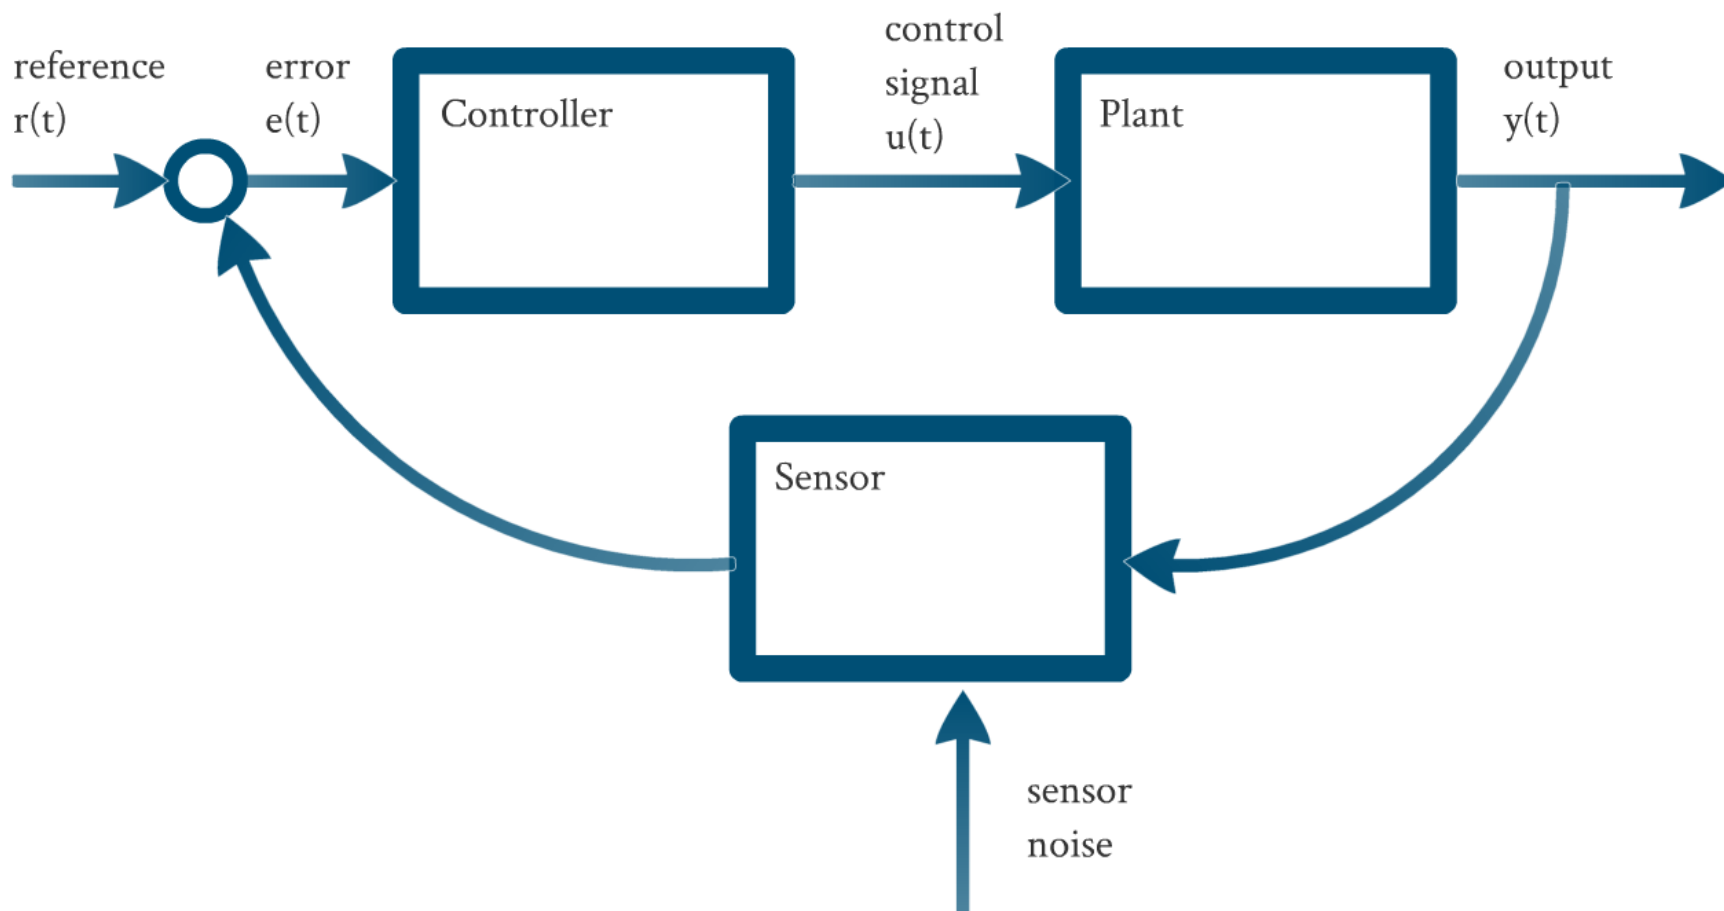 reference
r(t)
error
e(t)
Controller
control
signal
u(t)
Plant
output
y(t)
Sensor
sensor
noise